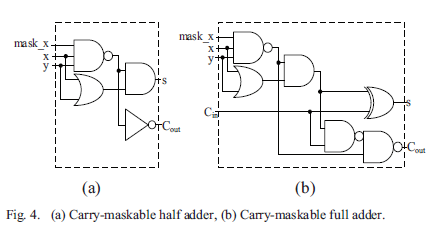 mask_x
x
y
S
Cout
mask_x
x
y
Cin
S
Cout
(a)
(b)
Fig. 4. (a) Carry-maskable half adder, (b) Carry-maskable full adder.